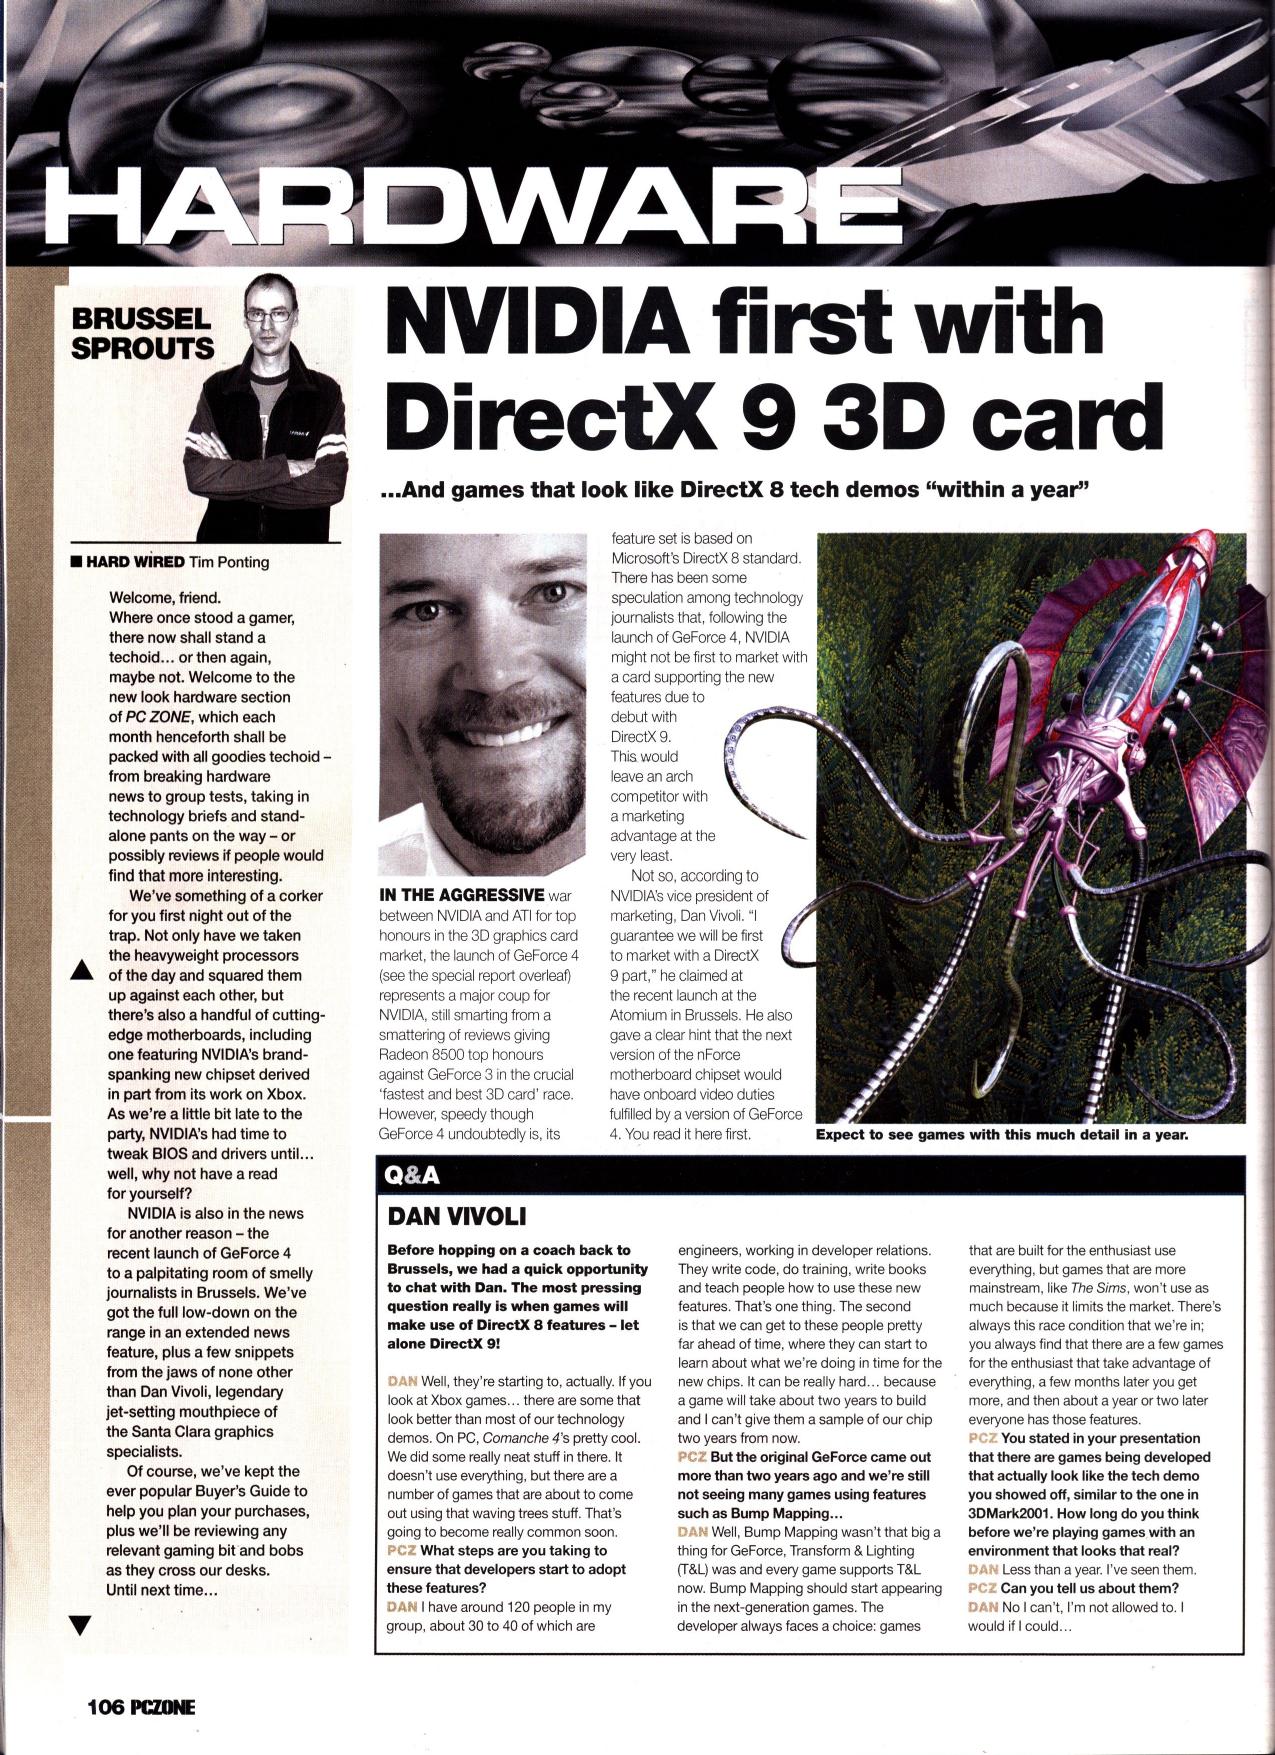 HARDWARE
BRUSSEL
SPROUTS
■ HARD WIRED Tim Ponting
Welcome, friend.
Where once stood a gamer,
there now shall stand a
techoid... or then again,
maybe not. Welcome to the
new look hardware section
of PC ZONE, which each
month henceforth shall be
packed with all goodies techoid –
from breaking hardware
news to group tests, taking in
technology briefs and stand-
alone pants on the way – or
possibly reviews if people would
find that more interesting.
We've something of a corker
for you first night out of the
trap. Not only have we taken
the heavyweight processors
of the day and squared them
up against each other, but
there's also a handful of cutting-
edge motherboards, including
one featuring NVIDIA's brand-
spanking new chipset derived
in part from its work on Xbox.
As we're a little bit late to the
party, NVIDIA's had time to
tweak BIOS and drivers until...
well, why not have a read
for yourself?
NVIDIA is also in the news
for another reason – the
recent launch of GeForce 4
to a palpitating room of smelly
journalists in Brussels. We've
got the full low-down on the
range in an extended news
feature, plus a few snippets
from the jaws of none other
than Dan Vivoli, legendary
jet-setting mouthpiece of
the Santa Clara graphics
specialists.
Of course, we've kept the
ever popular Buyer's Guide to
help you plan your purchases,
plus we'll be reviewing any
relevant gaming bit and bobs
as they cross our desks.
Until next time...
NVIDIA first with
DirectX 9 3D card
...And games that look like DirectX 8 tech demos “within a year”
IN THE AGGRESSIVE war
between NVIDIA and ATI for top
honours in the 3D graphics card
market, the launch of GeForce 4
(see the special report overleaf)
represents a major coup for
NVIDIA, still smarting from a
smattering of reviews giving
Radeon 8500 top honours
against GeForce 3 in the crucial
‘fastest and best 3D card’ race.
However, speedy though
GeForce 4 undoubtedly is, its
feature set is based on
Microsoft's DirectX 8 standard.
There has been some
speculation among technology
journalists that, following the
launch of GeForce 4, NVIDIA
might not be first to market with
a card supporting the new
features due to
debut with
DirectX 9.
This would
leave an arch
competitor with
a marketing
advantage at the
very least.
Not so, according to
NVIDIA's vice president of
marketing, Dan Vivoli. “I
guarantee we will be first
to market with a DirectX
9 part,” he claimed at
the recent launch at the
Atomium in Brussels. He also
gave a clear hint that the next
version of the nForce
motherboard chipset would
have onboard video duties
fulfilled by a version of GeForce
4. You read it here first.
Expect to see games with this much detail in a year.
Q&A
DAN VIVOLI
Before hopping on a coach back to
Brussels, we had a quick opportunity
to chat with Dan. The most pressing
question really is when games will
make use of DirectX 8 features – let
alone DirectX 9!
DAN Well, they're starting to, actually. If you
look at Xbox games... there are some that
look better than most of our technology
demos. On PC, Comanche 4's pretty cool.
We did some really neat stuff in there. It
doesn't use everything, but there are a
number of games that are about to come
out using that waving trees stuff. That's
going to become really common soon.
PCZ What steps are you taking to
ensure that developers start to adopt
these features?
DAN I have around 120 people in my
group, about 30 to 40 of which are
engineers, working in developer relations.
They write code, do training, write books
and teach people how to use these new
features. That's one thing. The second
is that we can get to these people pretty
far ahead of time, where they can start to
learn about what we're doing in time for the
new chips. It can be really hard... because
a game will take about two years to build
and I can't give them a sample of our chip
two years from now.
PCZ But the original GeForce came out
more than two years ago and we're still
not seeing many games using features
such as Bump Mapping...
DAN Well, Bump Mapping wasn't that big a
thing for GeForce, Transform & Lighting
(T&L) was and every game supports T&L
now. Bump Mapping should start appearing
in the next-generation games. The
developer always faces a choice: games
that are built for the enthusiast use
everything, but games that are more
mainstream, like The Sims, won't use as
much because it limits the market. There's
always this race condition that we're in;
you always find that there are a few games
for the enthusiast that take advantage of
everything, a few months later you get
more, and then about a year or two later
everyone has those features.
PCZ You stated in your presentation
that there are games being developed
that actually look like the tech demo
you showed off, similar to the one in
3DMark2001. How long do you think
before we're playing games with an
environment that looks that real?
DAN Less than a year. I've seen them.
PCZ Can you tell us about them?
DAN No I can't, I'm not allowed to. I
would if I could...
106 PCZONE